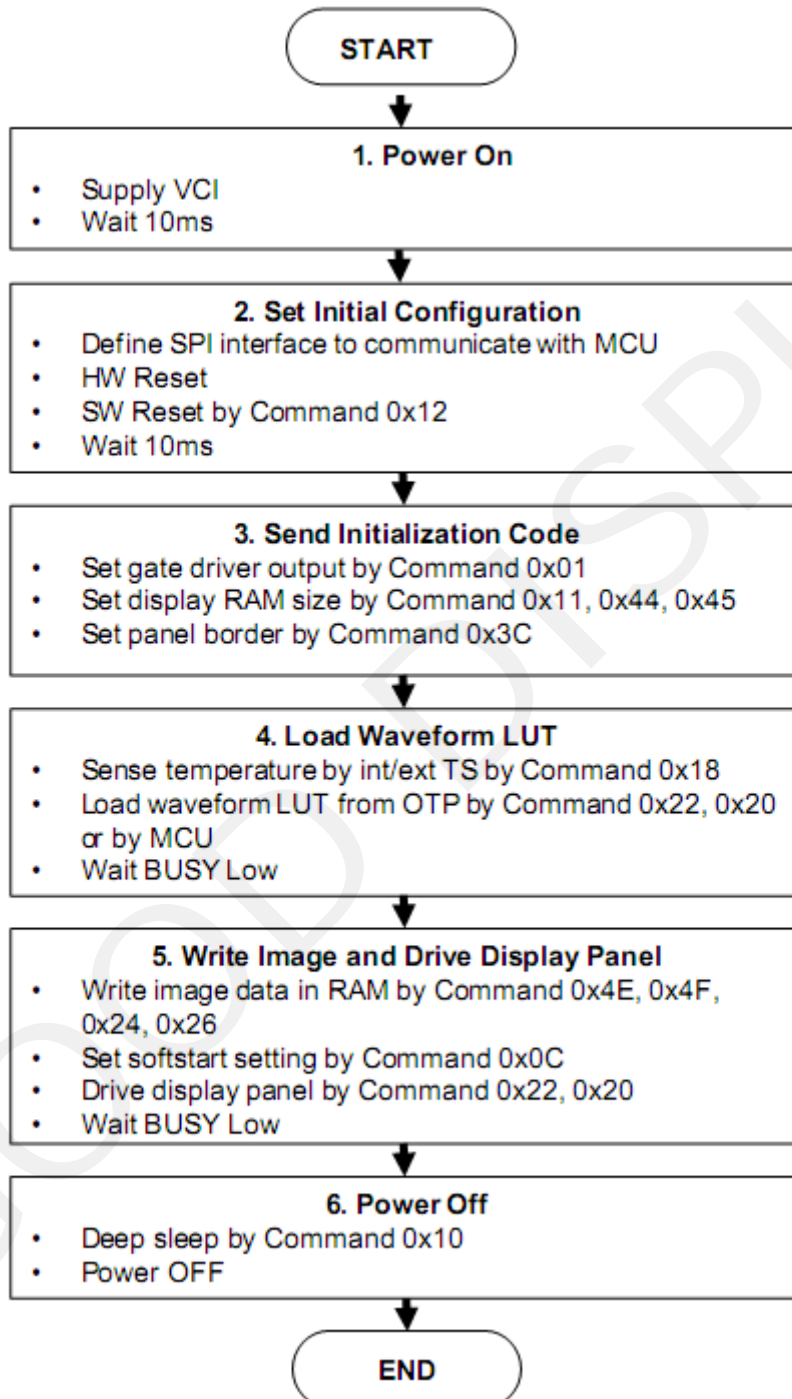 START
1. Power On
• Supply VCI
• Wait 10ms
2. Set Initial Configuration
• Define SPI interface to communicate with MCU
• HW Reset
• SW Reset by Command 0x12
• Wait 10ms
3. Send Initialization Code
• Set gate driver output by Command 0x01
• Set display RAM size by Command 0x11, 0x44, 0x45
• Set panel border by Command 0x3C
4. Load Waveform LUT
• Sense temperature by int/ext TS by Command 0x18
• Load waveform LUT from OTP by Command 0x22, 0x20
or by MCU
• Wait BUSY Low
5. Write Image and Drive Display Panel
• Write image data in RAM by Command 0x4E, 0x4F,
0x24, 0x26
• Set softstart setting by Command 0x0C
• Drive display panel by Command 0x22, 0x20
• Wait BUSY Low
6. Power Off
• Deep sleep by Command 0x10
• Power OFF
END